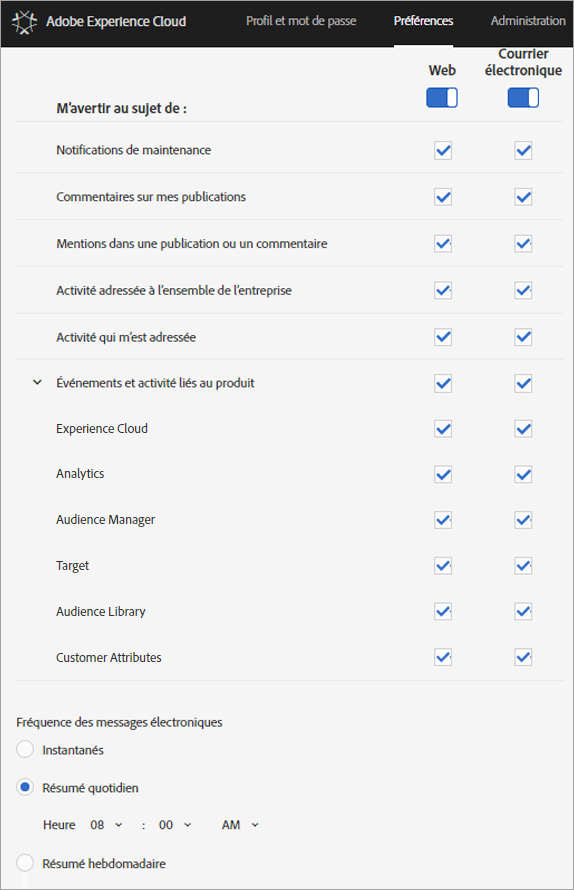 Adobe Experience Cloud Profil et mot de passe Préférences Administration
Web Courrier
électronique
M'avertir au sujet de :
Notifications de maintenance
Commentaires sur mes publications
Mentions dans une publication ou un commentaire
Activité adressée à l'ensemble de l'entreprise
Activité qui m'est adressée
Événements et activité liés au produit
Experience Cloud
Analytics
Audience Manager
Target
Audience Library
Customer Attributes
Fréquence des messages électroniques
Instantanés
Résumé quotidien
Heure 08 : 00 AM
Résumé hebdomadaire